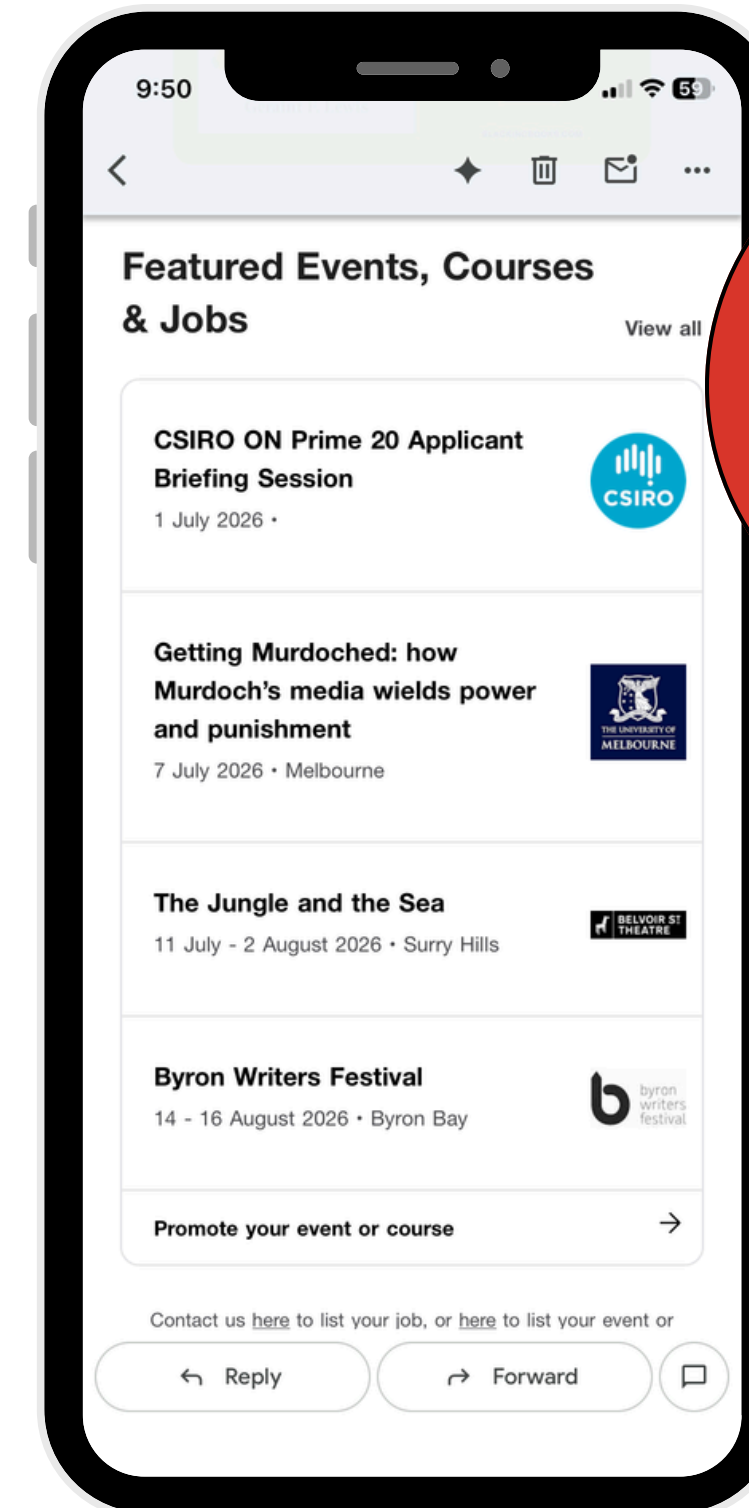 9:50
59
Featured Events, Courses
& Jobs
View all
CSIRO ON Prime 20 Applicant
Briefing Session
1 July 2026 •
CSIRO
Getting Murdoched: how
Murdoch’s media wields power
and punishment
7 July 2026 • Melbourne
THE UNIVERSITY OF
MELBOURNE
The Jungle and the Sea
11 July - 2 August 2026 • Surry Hills
BELVOIR ST
THEATRE
Byron Writers Festival
14 - 16 August 2026 • Byron Bay
b
byron
writers
festival
Promote your event or course
Contact us here to list your job, or here to list your event or
Reply
Forward